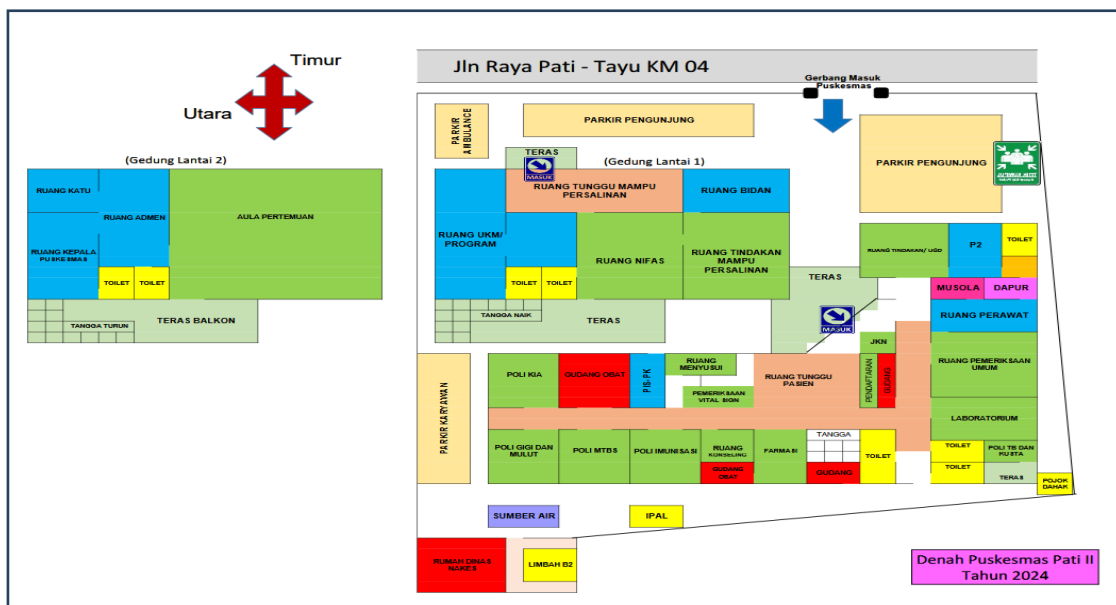 Timur
Utara
Jln Raya Pati - Tayu KM 04
Gerbang Masuk
Puskesmas
PARKIR
AMBULANCE
PARKIR PENGUNJUNG
PARKIR PENGUNJUNG
(Gedung Lantai 2)
(Gedung Lantai 1)
TERAS
MASUK
RUANG KATU
RUANG ADMEN
AULA PERTEMUAN
RUANG KEPALA
PUSKESMAS
TOILET
TOILET
TANGGA TURUN
TERAS BALKON
RUANG TUNGGU MAMPU
PERSALINAN
RUANG BIDAN
RUANG UKM/
PROGRAM
RUANG NIFAS
RUANG TINDAKAN
MAMPU
PERSALINAN
TOILET
TOILET
TANGGA NAIK
TERAS
TERAS
MASUK
RUANG TINDAKAN/ UGD
P2
TOILET
MUSOLA
DAPUR
RUANG PERAWAT
JKN
RUANG PEMERIKSAAN
UMUM
PENDAFTARAN
GUDANG
LABORATORIUM
PARKIR KARYAWAN
POLI KIA
GUDANG OBAT
PIS-PK
RUANG
MENYUSUI
PEMERIKSAAN
VITAL SIGN
RUANG TUNGGU
PASIEN
POLI GIGI DAN
MULUT
POLI MTBS
POLI IMUNISASI
RUANG
KONSELING
GUDANG
OBAT
FARMASI
TANGGA
GUDANG
TOILET
TOILET
TOILET
POLI TB DAN
KUSTA
TERAS
POJOK
DAHAK
SUMBER AIR
IPAL
RUMAH DINAS
NAKES
LIMBAH B2
Denah Puskesmas Pati II
Tahun 2024